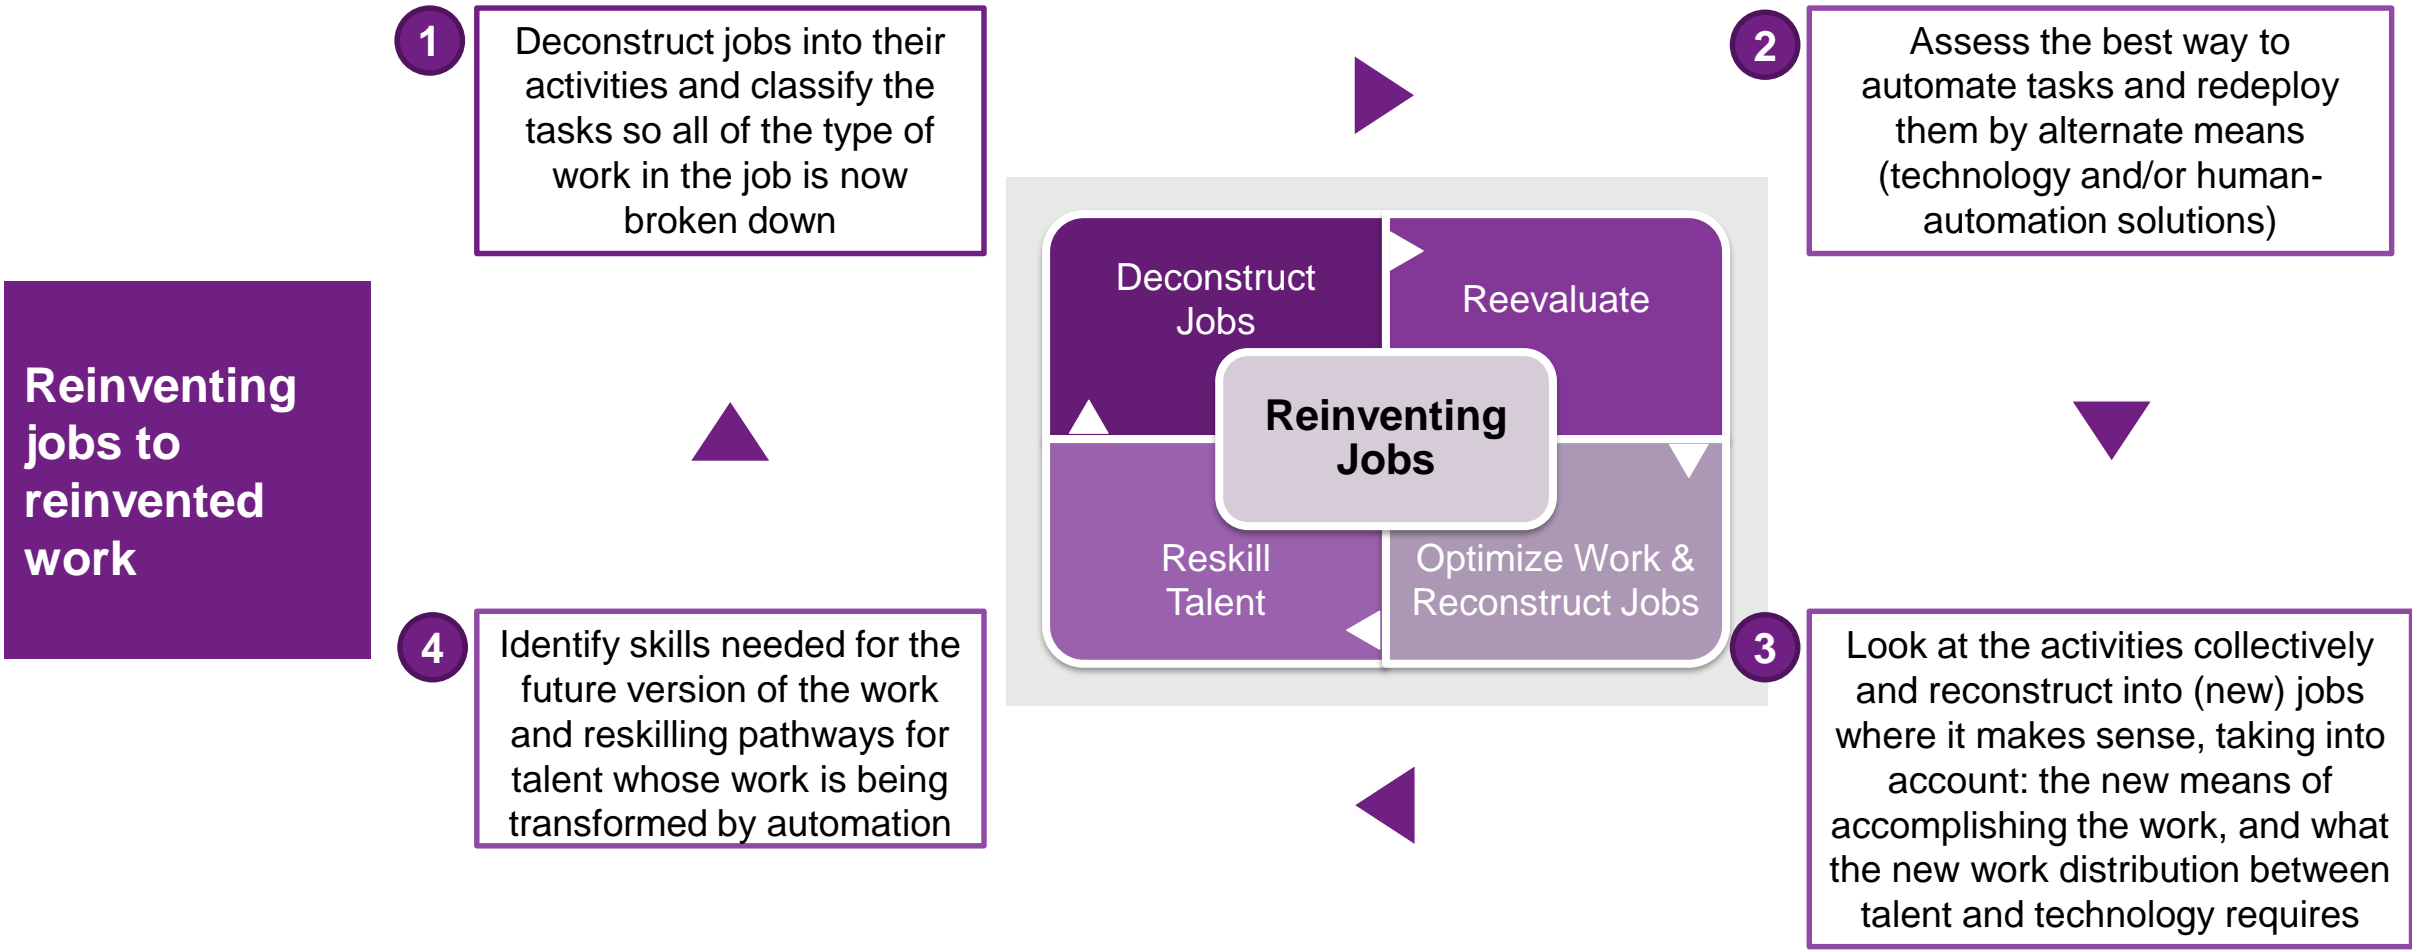 Reinventing
jobs to
reinvented
work
1
Deconstruct jobs into their
activities and classify the
tasks so all of the type of
work in the job is now
broken down
2
Assess the best way to
automate tasks and redeploy
them by alternate means
(technology and/or human-
automation solutions)
Deconstruct
Jobs
Reevaluate
Reinventing
Jobs
Reskill
Talent
Optimize Work &
Reconstruct Jobs
3
Look at the activities collectively
and reconstruct into (new) jobs
where it makes sense, taking into
account: the new means of
accomplishing the work, and what
the new work distribution between
talent and technology requires
4
Identify skills needed for the
future version of the work
and reskilling pathways for
talent whose work is being
transformed by automation